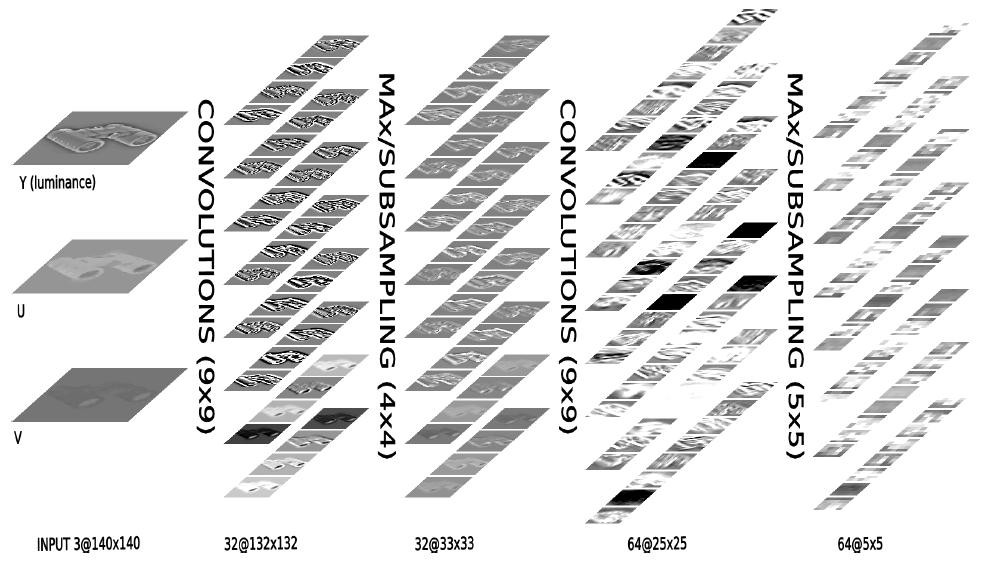 Y (luminance)
U
V
CONVOLUTIONS (9x9)
MAx/SUBSAMPLING (4x4)
CONVOLUTIONS (9x9)
MAx/SUBSAMPLING (5x5)
INPUT 3@140x140
32@132x132
32@33x33
64@25x25
64@5x5